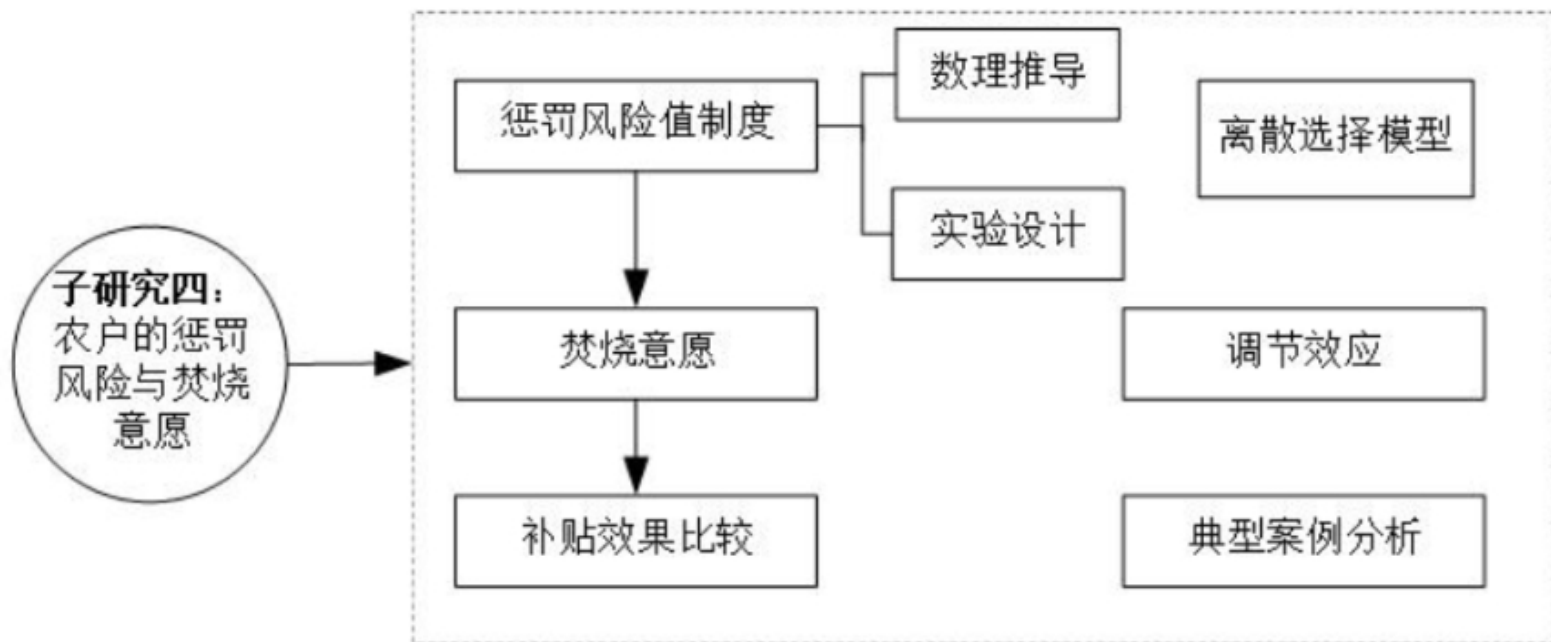 子研究四：
农户的惩罚
风险与焚烧
意愿
惩罚风险值制度
数理推导
实验设计
离散选择模型
焚烧意愿
调节效应
补贴效果比较
典型案例分析